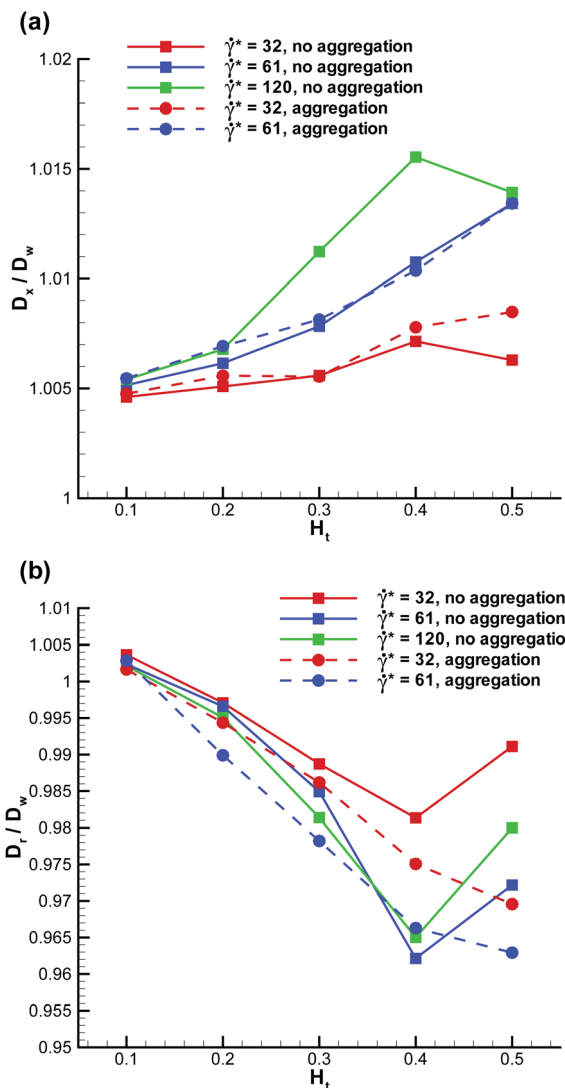 (a)
1.02
γ̇* = 32, no aggregation
γ̇* = 61, no aggregation
γ̇* = 120, no aggregation
γ̇* = 32, aggregation
γ̇* = 61, aggregation
1.015
1.01
1.005
1
Dx / Dw
0.1 0.2 0.3 0.4 0.5
Ht
(b)
1.01
γ̇* = 32, no aggregation
γ̇* = 61, no aggregation
γ̇* = 120, no aggregatio
γ̇* = 32, aggregation
γ̇* = 61, aggregation
1.005
1
0.995
0.99
0.985
0.98
0.975
0.97
0.965
0.96
0.955
0.95
Dr / Dw
0.1 0.2 0.3 0.4 0.5
Ht